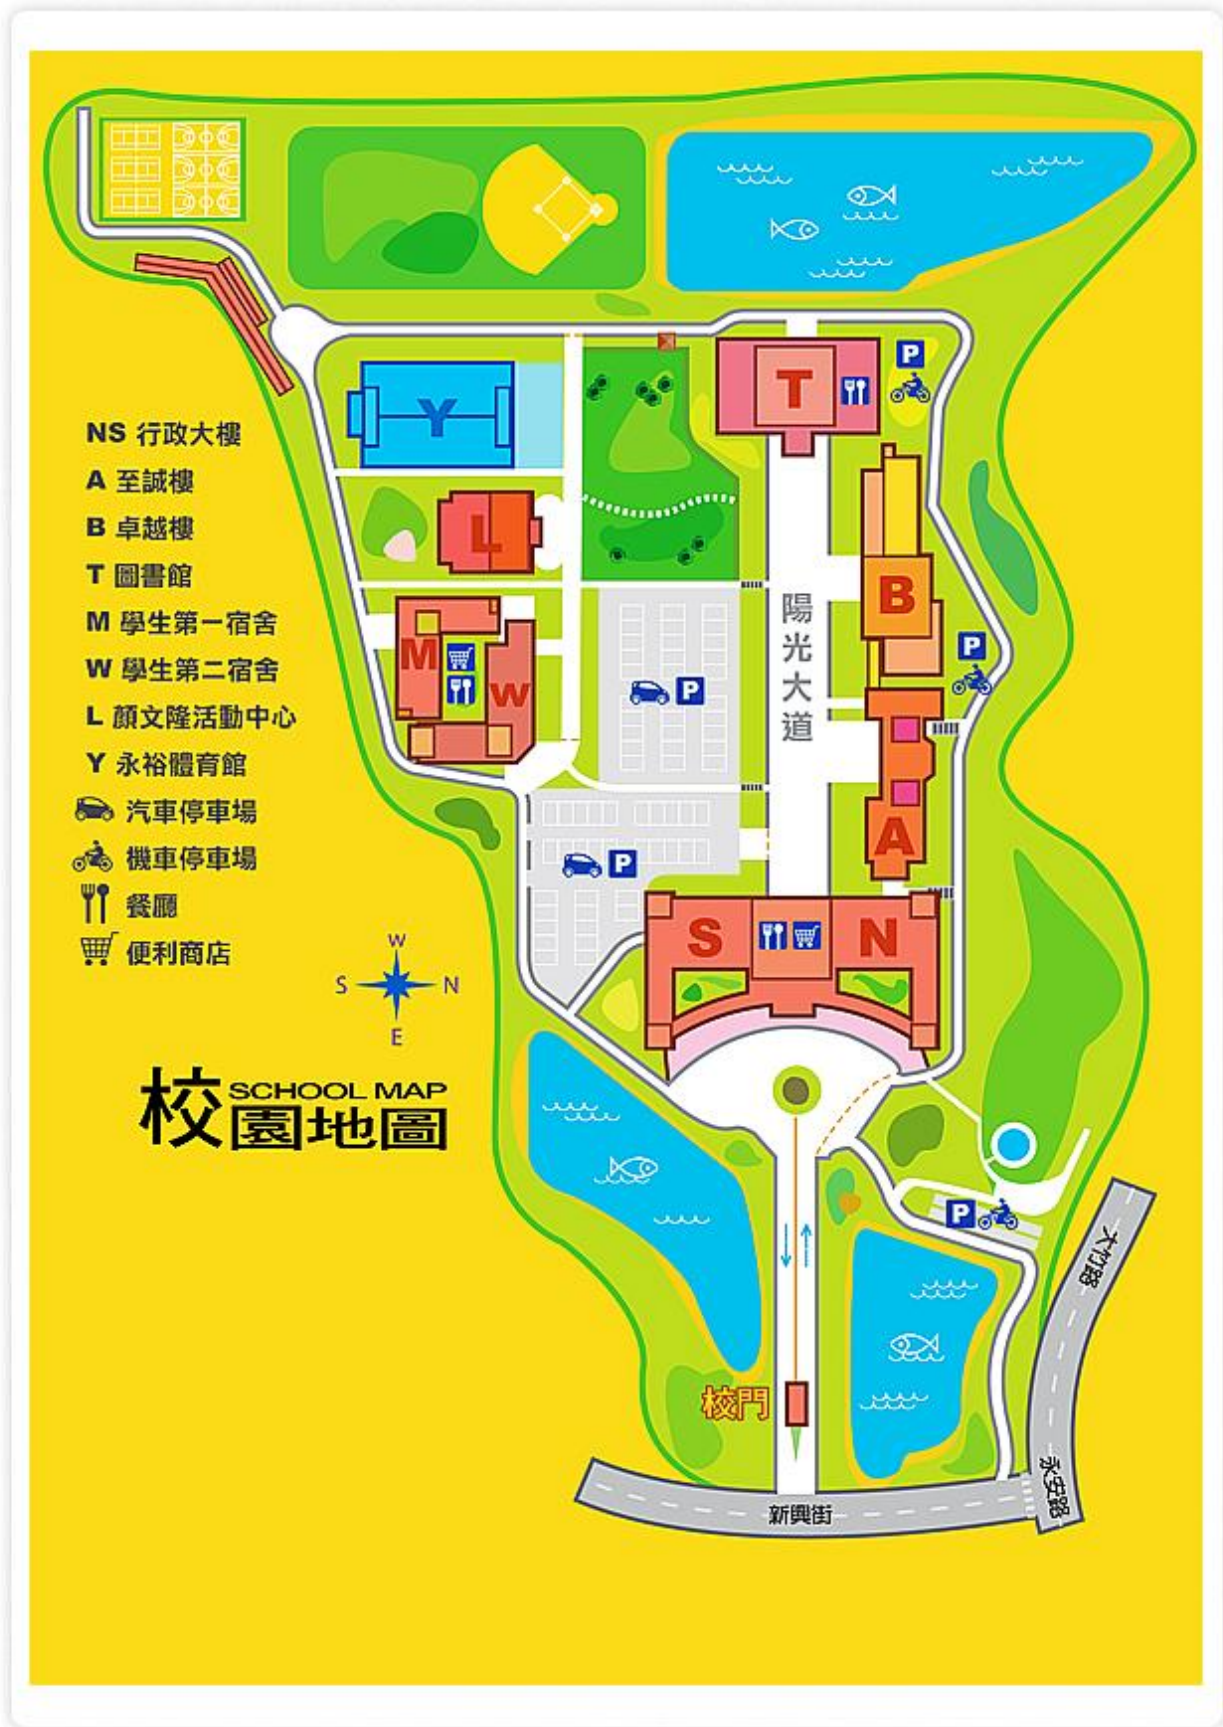 T
P
Y
NS 行政大樓
A 至誠樓
L
B 卓越樓
T 圖書館
B
陽光大道
M 學生第一宿舍
M
P
W 學生第二宿舍
W
P
L 顏文隆活動中心
Y 永裕體育館
汽車停車場
A
機車停車場
P
餐廳
S
N
便利商店
W
S
N
E
校園地圖
SCHOOL MAP
P
大竹路
校門
永安路
新興街